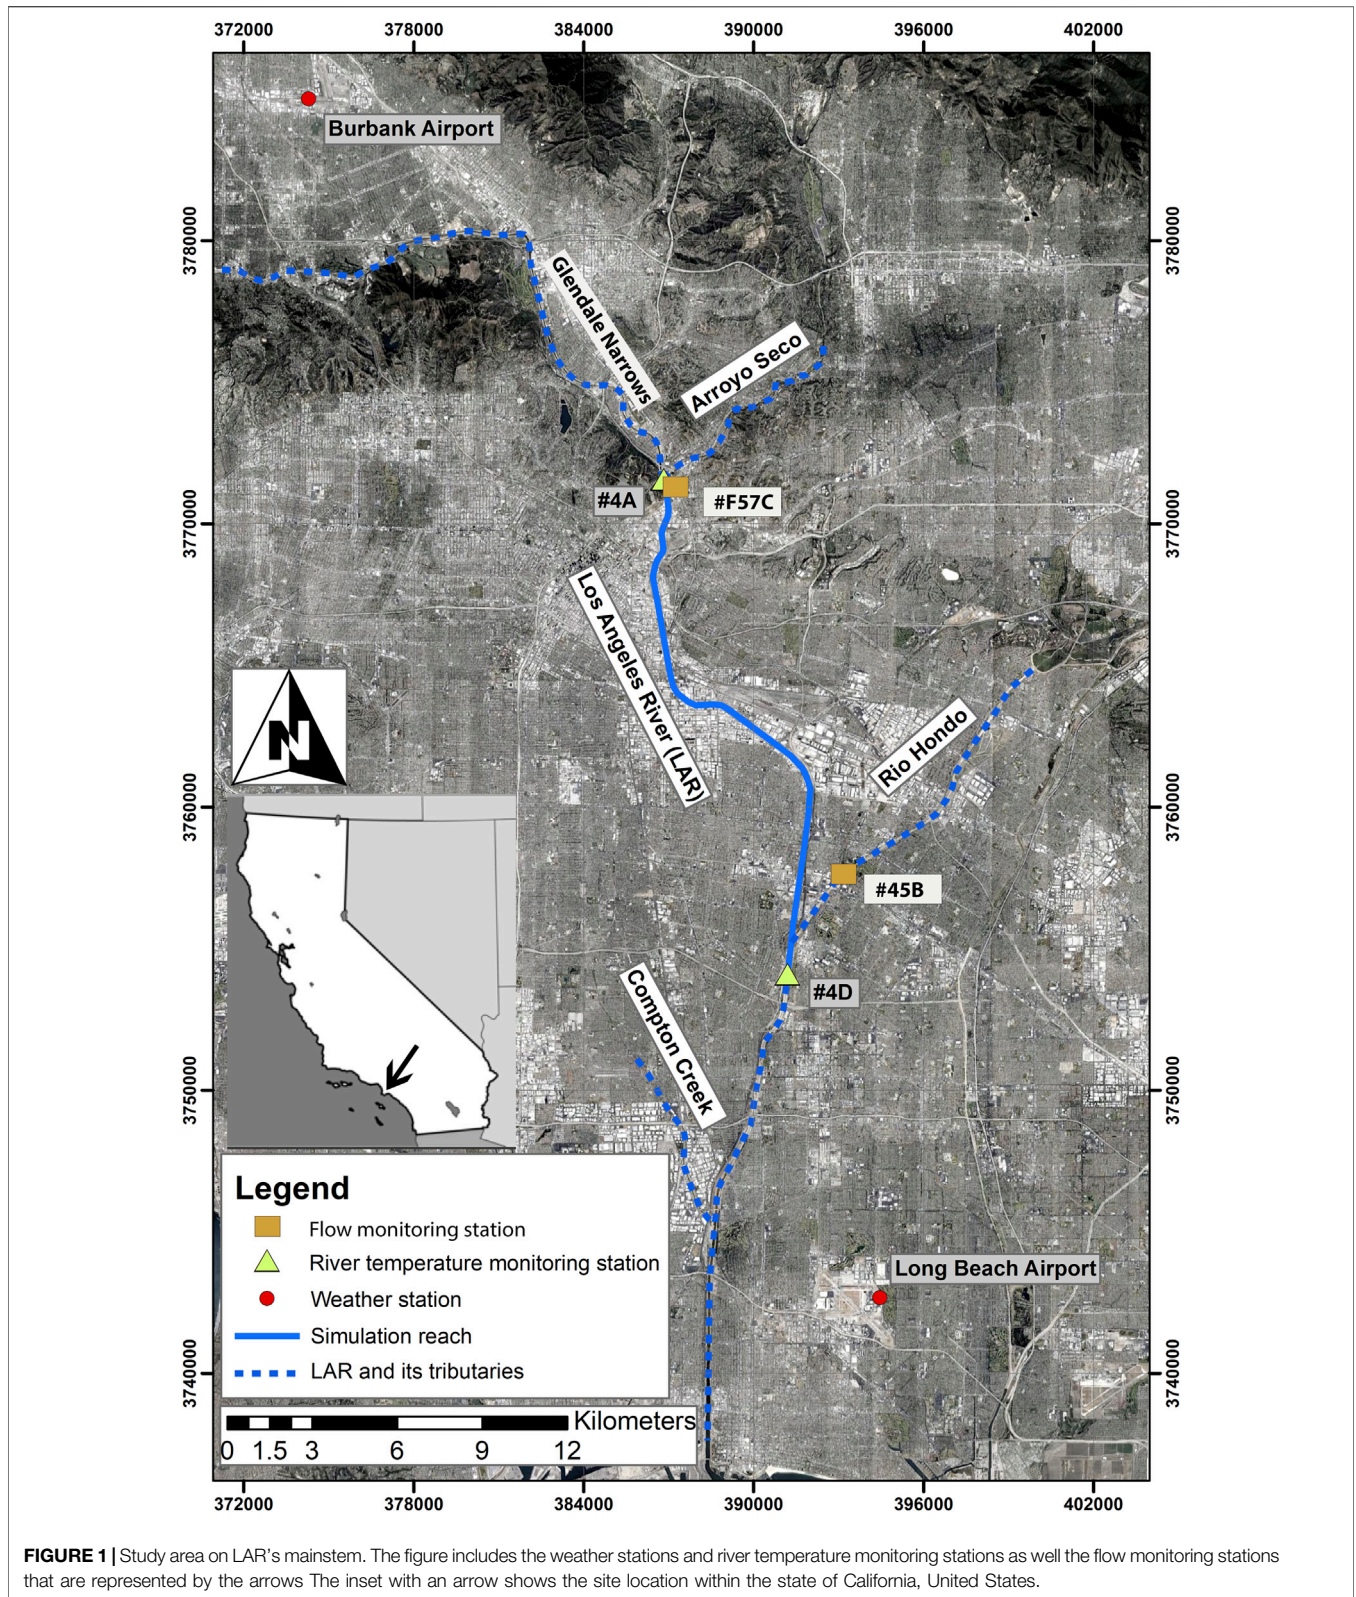 372000 378000 384000 390000 396000 402000
Burbank Airport
3780000
3780000
Glendale Narrows
Arroyo Seco
#4A
#F57C
3770000
3770000
Los Angeles River (LAR)
Rio Hondo
N
3760000
3760000
#45B
#4D
Compton Creek
3750000
3750000
Legend
Flow monitoring station
River temperature monitoring station
Weather station
Simulation reach
LAR and its tributaries
Long Beach Airport
3740000
3740000
Kilometers
0 1.5 3 6 9 12
372000 378000 384000 390000 396000 402000
FIGURE 1 | Study area on LAR's mainstem. The figure includes the weather stations and river temperature monitoring stations as well the flow monitoring stations
that are represented by the arrows The inset with an arrow shows the site location within the state of California, United States.